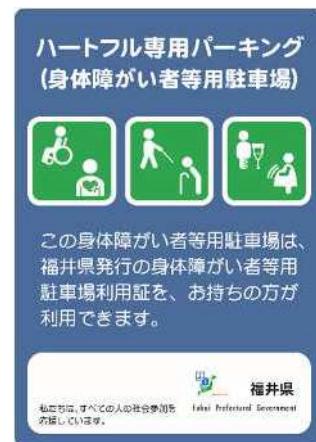 ハートフル専用パーキング
(身体障がい者等用駐車場)
この身体障がい者等用駐車場は、
福井県発行の身体障がい者等用
駐車場利用証を、お持ちの方が
利用できます。
私たちは、すべての人の社会参加を
応援しています。
福井県
Fukui Prefectural Government